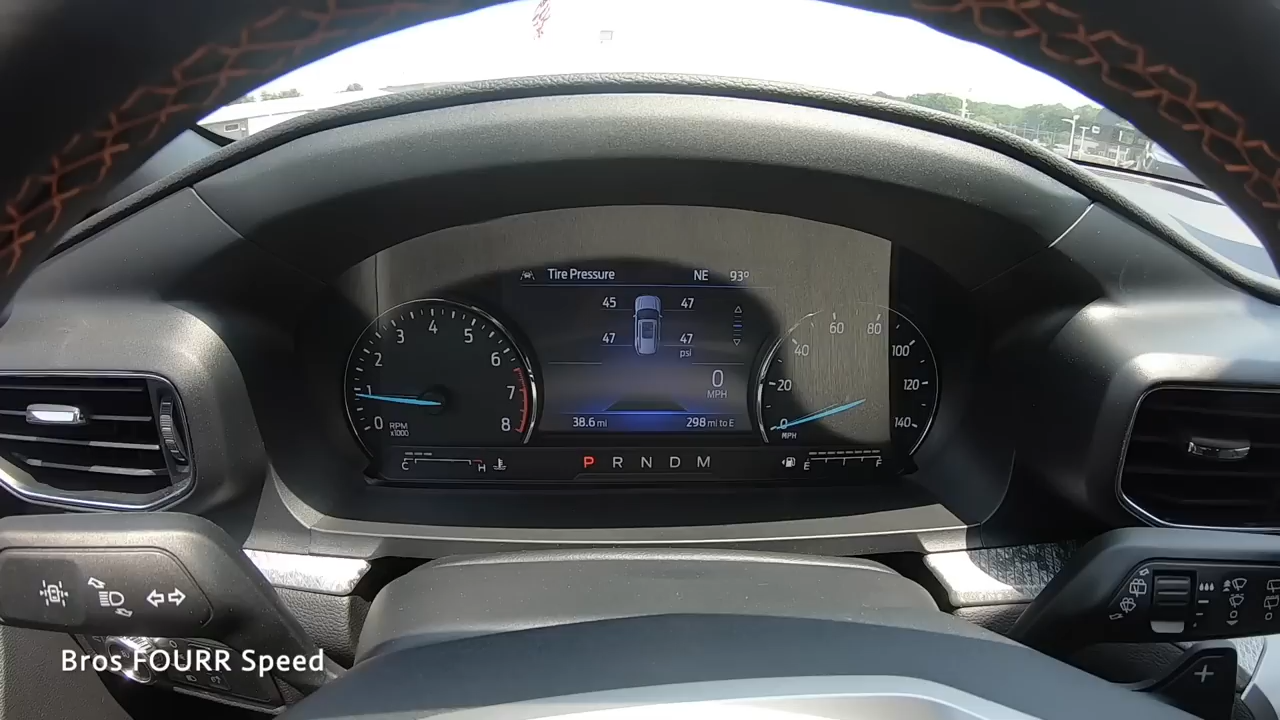 Tire Pressure NE 93°
45 47
47 47
psi
0
MPH
38.6 mi 298 mi to E
0 1 2 3 4 5 6 7 8
RPM
x1000
0 20 40 60 80 100 120 140
MPH
C H
P R N D M
E F
Bros FOURR Speed
+